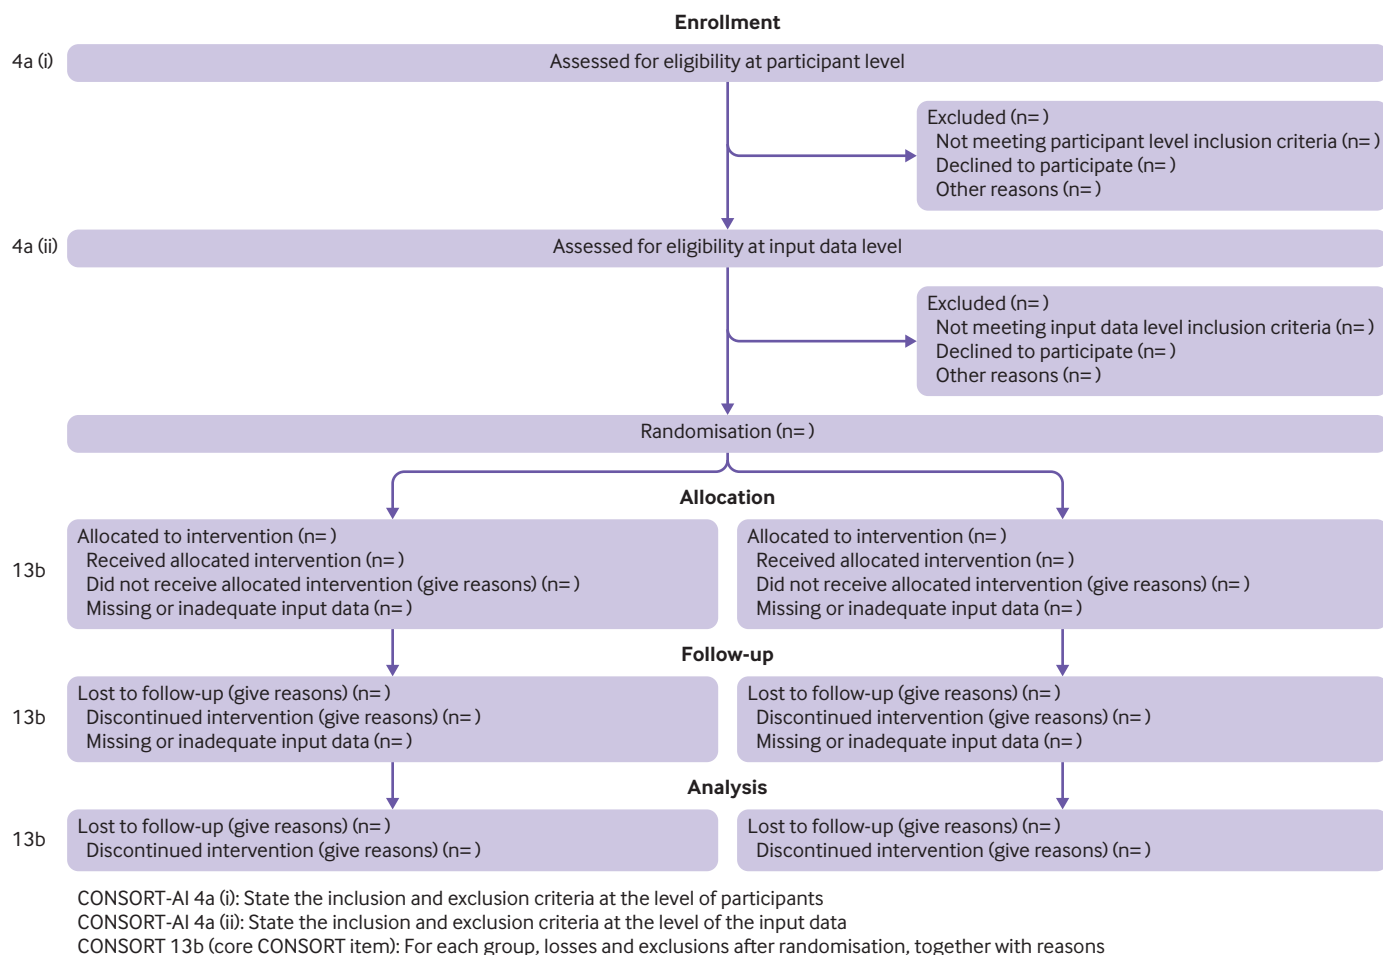 Enrollment
4a (i)
Assessed for eligibility at participant level
Excluded (n= )
Not meeting participant level inclusion criteria (n= )
Declined to participate (n= )
Other reasons (n= )
4a (ii)
Assessed for eligibility at input data level
Excluded (n= )
Not meeting input data level inclusion criteria (n= )
Declined to participate (n= )
Other reasons (n= )
Randomisation (n= )
Allocation
13b
Allocated to intervention (n= )
Received allocated intervention (n= )
Did not receive allocated intervention (give reasons) (n= )
Missing or inadequate input data (n= )
Allocated to intervention (n= )
Received allocated intervention (n= )
Did not receive allocated intervention (give reasons) (n= )
Missing or inadequate input data (n= )
Follow-up
13b
Lost to follow-up (give reasons) (n= )
Discontinued intervention (give reasons) (n= )
Missing or inadequate input data (n= )
Lost to follow-up (give reasons) (n= )
Discontinued intervention (give reasons) (n= )
Missing or inadequate input data (n= )
Analysis
13b
Lost to follow-up (give reasons) (n= )
Discontinued intervention (give reasons) (n= )
Lost to follow-up (give reasons) (n= )
Discontinued intervention (give reasons) (n= )
CONSORT-AI 4a (i): State the inclusion and exclusion criteria at the level of participants
CONSORT-AI 4a (ii): State the inclusion and exclusion criteria at the level of the input data
CONSORT 13b (core CONSORT item): For each group, losses and exclusions after randomisation, together with reasons